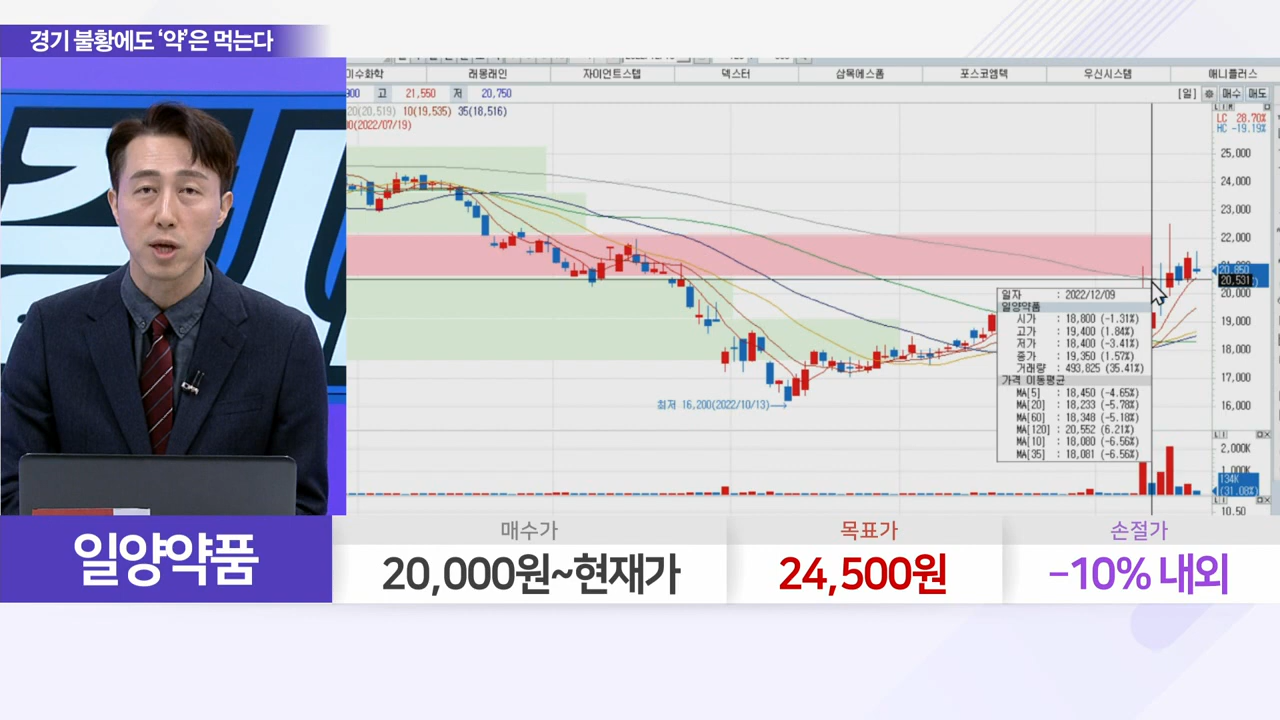 경기 불황에도 ‘약’은 먹는다
이수화학 래몽래인 자이언트스텝 덱스터 삼목에스폼 포스코엠텍 우신시스템 애니플러스
고 21,550 저 20,750
[일] 매수 매도
20(20,519) 10(19,535) 35(18,516)
(2022/07/19)
LC 28.70%
HC -19.19%
25,000
24,000
23,000
22,000
20,850
20,531
20,000
19,000
18,000
17,000
16,000
최저 16,200(2022/10/13)
일자 : 2022/12/09
일양약품
시가 : 18,800 (-1.31%)
고가 : 19,400 (1.84%)
저가 : 18,400 (-3.41%)
종가 : 19,350 (1.57%)
거래량 : 493,825 (35.41%)
가격 이동평균
MA[5] : 18,450 (-4.65%)
MA[20] : 18,233 (-5.78%)
MA[60] : 18,348 (-5.18%)
MA[120] : 20,552 (6.21%)
MA[10] : 18,080 (-6.56%)
MA[35] : 18,081 (-6.56%)
2,000K
1,000K
134K
(31.08%)
10.50
일양약품
매수가 목표가 손절가
20,000원~현재가 24,500원 -10% 내외